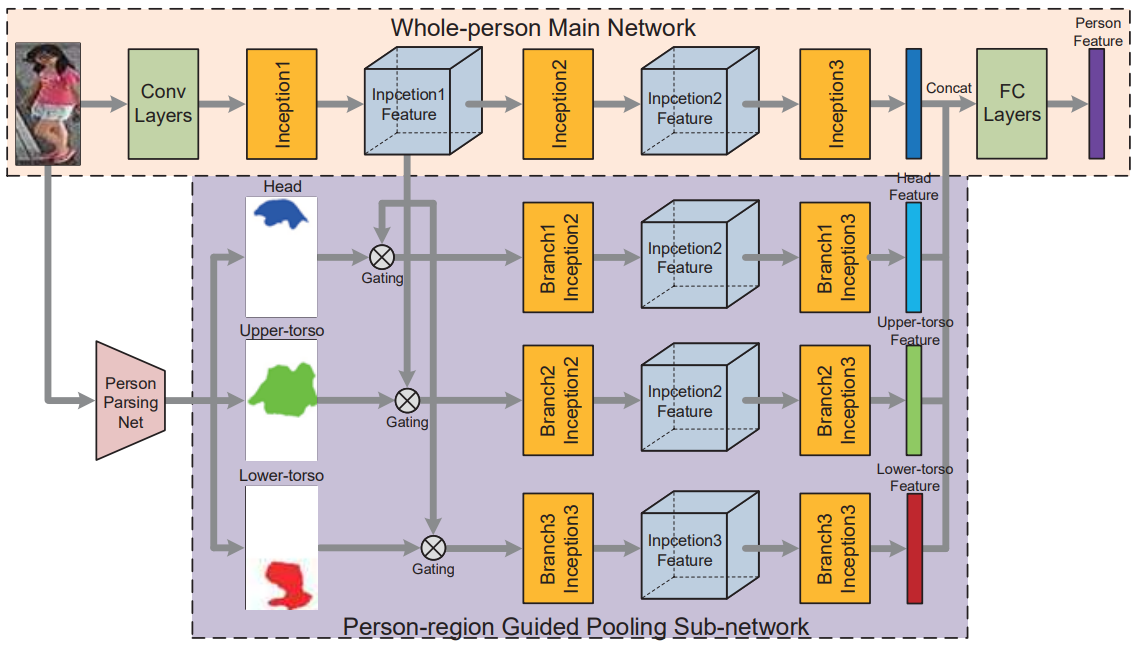 Whole-person Main Network
Person
Feature
Conv
Layers
Inception1
Inpcetion1
Feature
Inception2
Inpcetion2
Feature
Inception3
Concat
FC
Layers
Head
Gating
Branch1
Inception2
Inpcetion2
Feature
Branch1
Inception3
Head
Feature
Person
Parsing
Net
Upper-torso
Gating
Branch2
Inception2
Inpcetion2
Feature
Branch2
Inception3
Upper-torso
Feature
Lower-torso
Gating
Branch3
Inception3
Inpcetion3
Feature
Branch3
Inception3
Lower-torso
Feature
Person-region Guided Pooling Sub-network